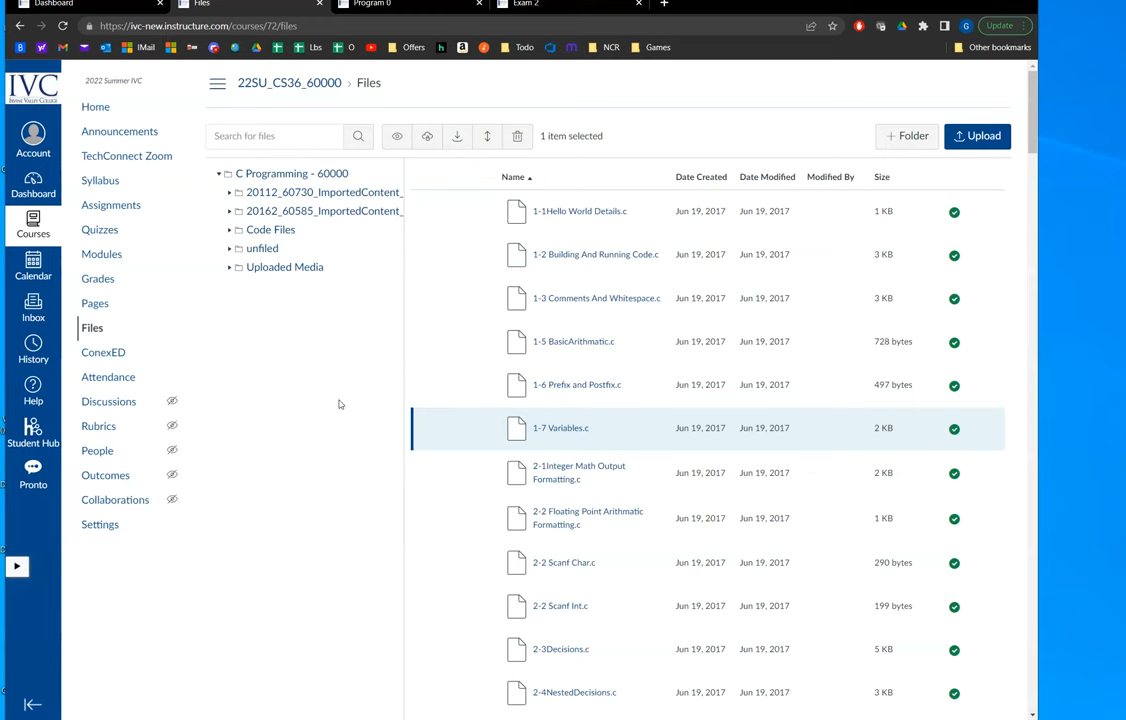 Dashboard
Files
Program 0
Exam 2
https://ivc-new.instructure.com/courses/72/files
G
Update
B
IMail
Lbs
O
Offers
h
a
Todo
NCR
Games
Other bookmarks
IVC
IRVINE VALLEY COLLEGE
Account
Dashboard
Courses
Calendar
Inbox
History
Help
Student Hub
Pronto
2022 Summer IVC
Home
Announcements
TechConnect Zoom
Syllabus
Assignments
Quizzes
Modules
Grades
Pages
Files
ConexED
Attendance
Discussions
Rubrics
People
Outcomes
Collaborations
Settings
22SU_CS36_60000 › Files
Search for files
1 item selected
+ Folder
Upload
C Programming - 60000
20112_60730_ImportedContent_
20162_60585_ImportedContent_
Code Files
unfiled
Uploaded Media
Name Date Created Date Modified Modified By Size
1-1Hello World Details.c Jun 19, 2017 Jun 19, 2017 1 KB
1-2 Building And Running Code.c Jun 19, 2017 Jun 19, 2017 3 KB
1-3 Comments And Whitespace.c Jun 19, 2017 Jun 19, 2017 3 KB
1-5 BasicArithmatic.c Jun 19, 2017 Jun 19, 2017 728 bytes
1-6 Prefix and Postfix.c Jun 19, 2017 Jun 19, 2017 497 bytes
1-7 Variables.c Jun 19, 2017 Jun 19, 2017 2 KB
2-1Integer Math Output
Formatting.c Jun 19, 2017 Jun 19, 2017 2 KB
2-2 Floating Point Arithmatic
Formatting.c Jun 19, 2017 Jun 19, 2017 1 KB
2-2 Scanf Char.c Jun 19, 2017 Jun 19, 2017 290 bytes
2-2 Scanf Int.c Jun 19, 2017 Jun 19, 2017 199 bytes
2-3Decisions.c Jun 19, 2017 Jun 19, 2017 5 KB
2-4NestedDecisions.c Jun 19, 2017 Jun 19, 2017 3 KB